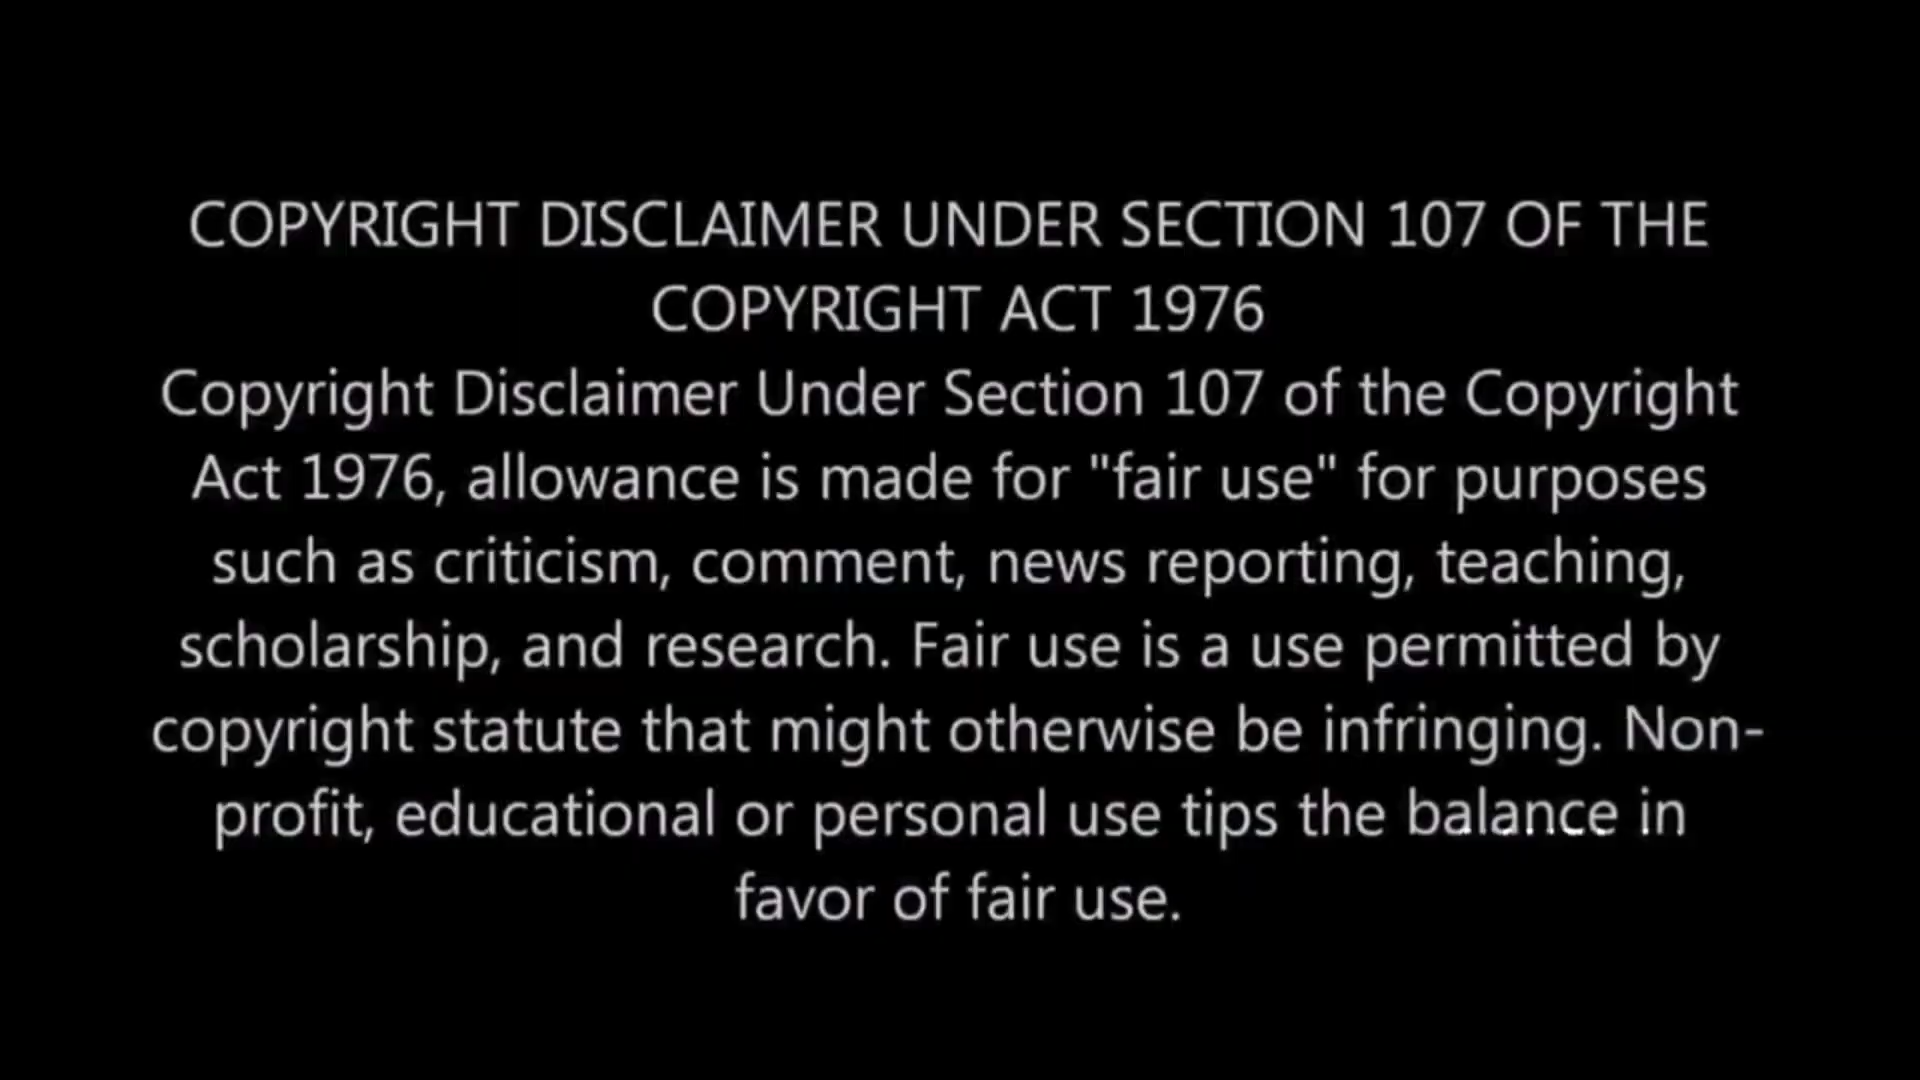 COPYRIGHT DISCLAIMER UNDER SECTION 107 OF THE
COPYRIGHT ACT 1976
Copyright Disclaimer Under Section 107 of the Copyright
Act 1976, allowance is made for "fair use" for purposes
such as criticism, comment, news reporting, teaching,
scholarship, and research. Fair use is a use permitted by
copyright statute that might otherwise be infringing. Non-
profit, educational or personal use tips the balance in
favor of fair use.